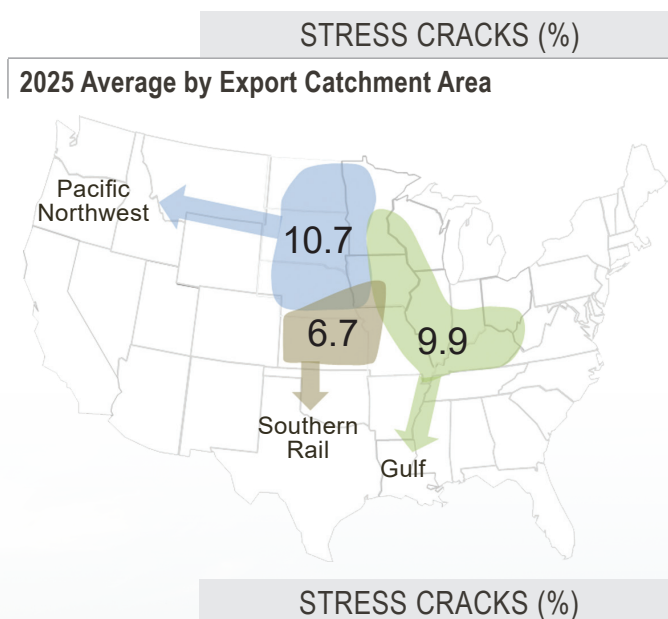 STRESS CRACKS (%)
2025 Average by Export Catchment Area
Pacific
Northwest
10.7
6.7
9.9
Southern
Rail
Gulf
STRESS CRACKS (%)